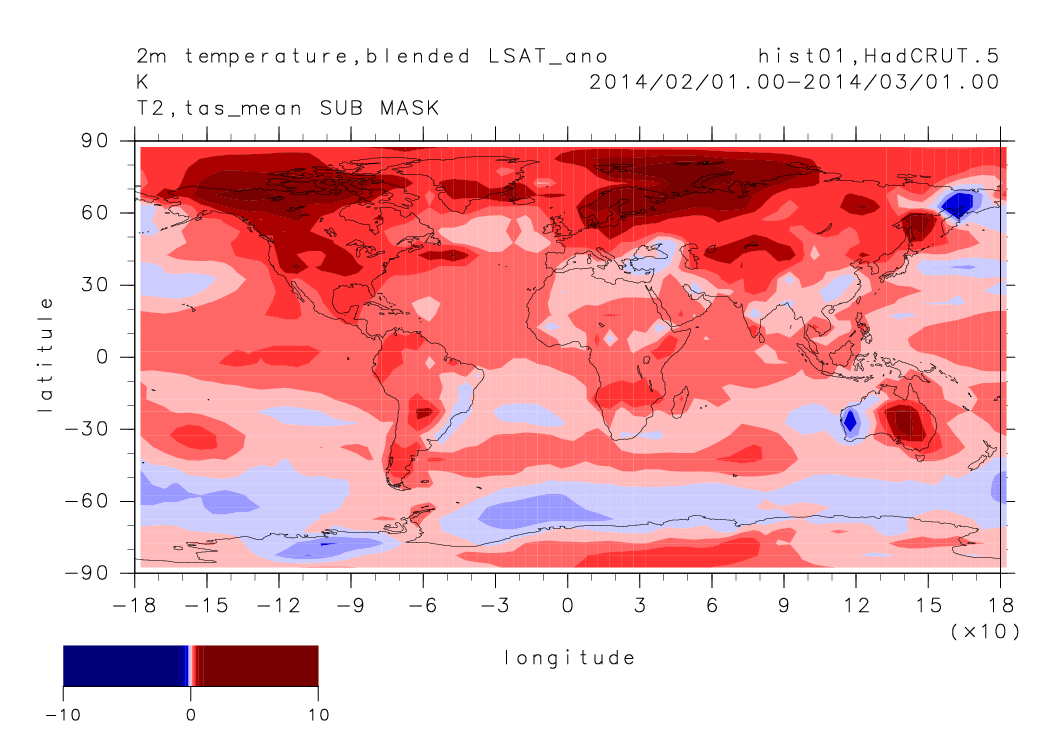 2m temperature,blended LSAT_ano hist01,HadCRUT.5
K 2014/02/01.00−2014/03/01.00
T2,tas_mean SUB MASK
90
60
30
0
−30
−60
−90
latitude
−18 −15 −12 −9 −6 −3 0 3 6 9 12 15 18
(×10)
longitude
−10 0 10